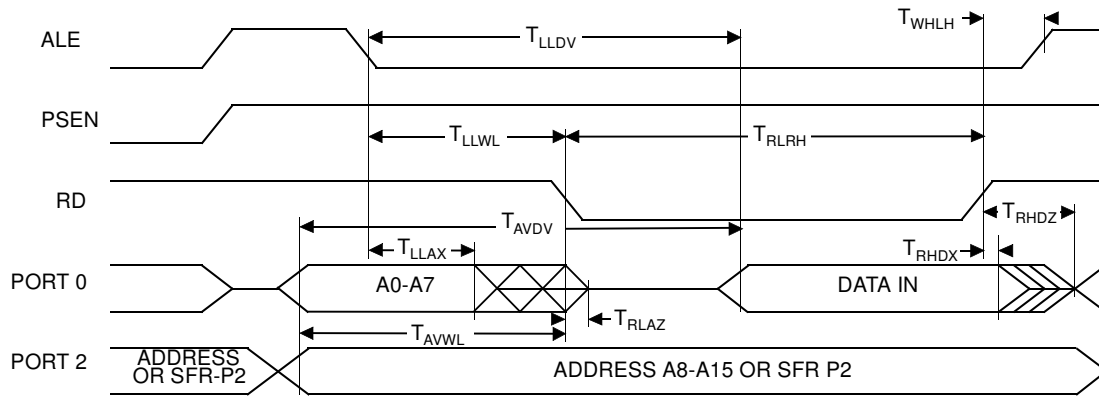 T_WHLH
ALE
T_LLDV
PSEN
T_LLWL
T_RLRH
RD
T_AVDV
T_RHDZ
T_LLAX
T_RHDX
PORT 0
A0-A7
DATA IN
T_RLAZ
T_AVWL
PORT 2
ADDRESS
OR SFR-P2
ADDRESS A8-A15 OR SFR P2